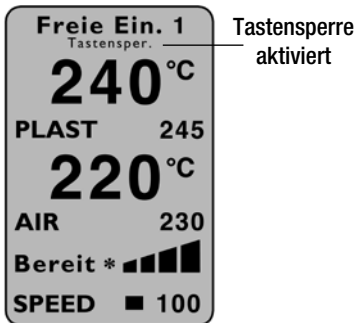 Freie Ein. 1
Tastensper.
240°C
PLAST 245
220°C
AIR 230
Bereit *
SPEED ■ 100
Tastensperre
aktiviert